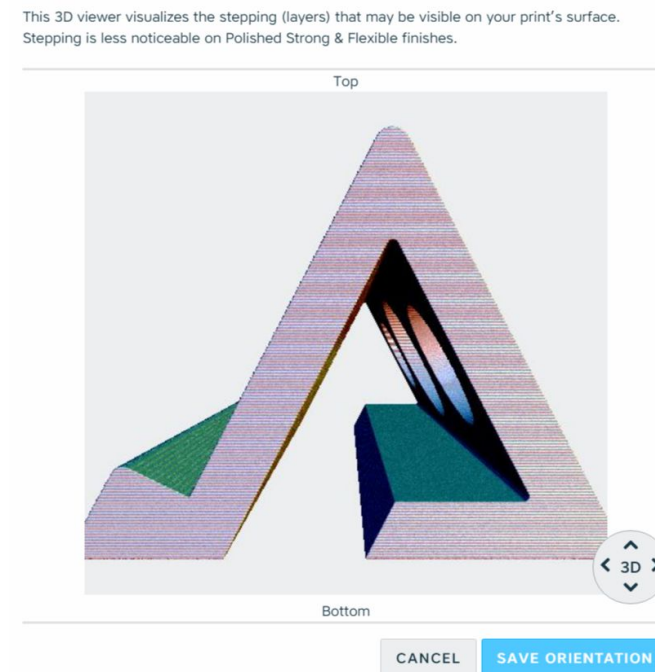 This 3D viewer visualizes the stepping (layers) that may be visible on your print's surface.
Stepping is less noticeable on Polished Strong & Flexible finishes.
Top
3D
Bottom
CANCEL
SAVE ORIENTATION